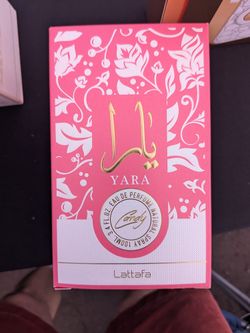 يارا
YARA
EAU DE PERFUME NATURAL SPRAY 100ML. 3.4 FL.OZ.
Candy
Lattafa